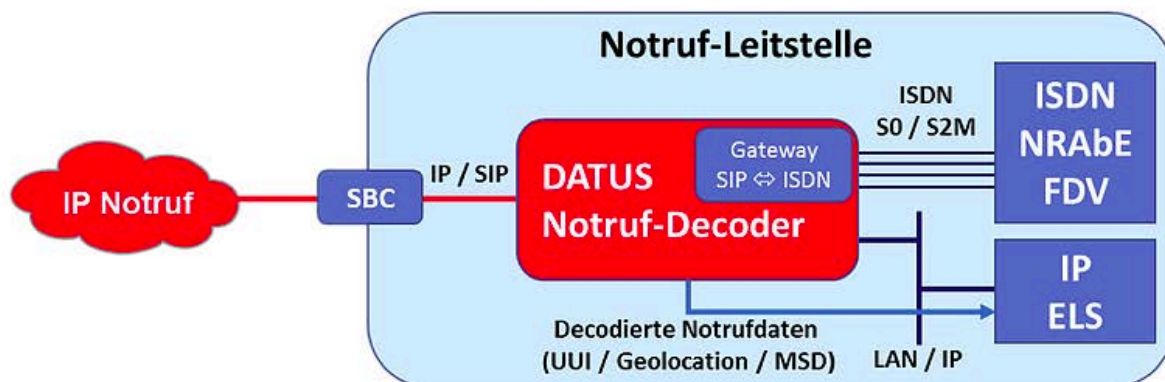 Notruf-Leitstelle
IP Notruf
SBC
IP / SIP
DATUS
Notruf-Decoder
Gateway
SIP ⇔ ISDN
ISDN
S0 / S2M
ISDN
NRAbE
FDV
IP
ELS
Decodierte Notrufdaten
(UUI / Geolocation / MSD)
LAN / IP